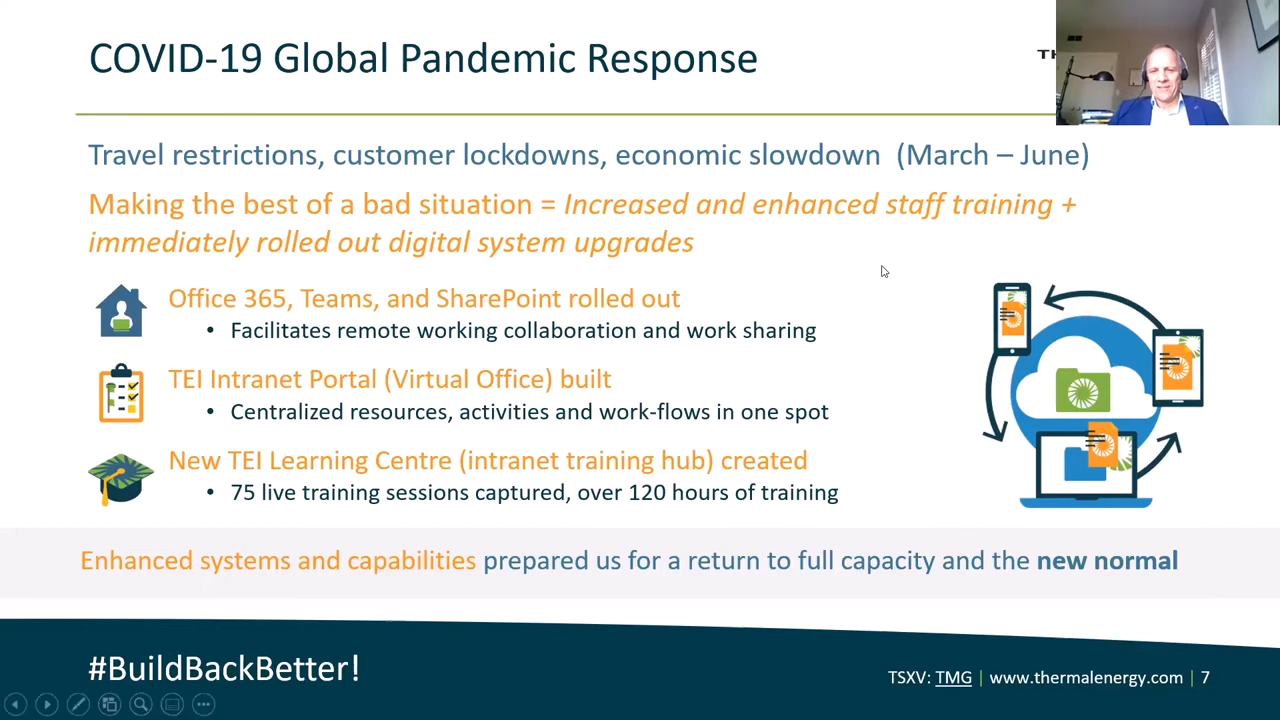 COVID-19 Global Pandemic Response
TH
Travel restrictions, customer lockdowns, economic slowdown (March – June)
Making the best of a bad situation = Increased and enhanced staff training +
immediately rolled out digital system upgrades
Office 365, Teams, and SharePoint rolled out
• Facilitates remote working collaboration and work sharing
TEI Intranet Portal (Virtual Office) built
• Centralized resources, activities and work-flows in one spot
New TEI Learning Centre (intranet training hub) created
• 75 live training sessions captured, over 120 hours of training
Enhanced systems and capabilities prepared us for a return to full capacity and the new normal
#BuildBackBetter!
TSXV: TMG | www.thermalenergy.com | 7